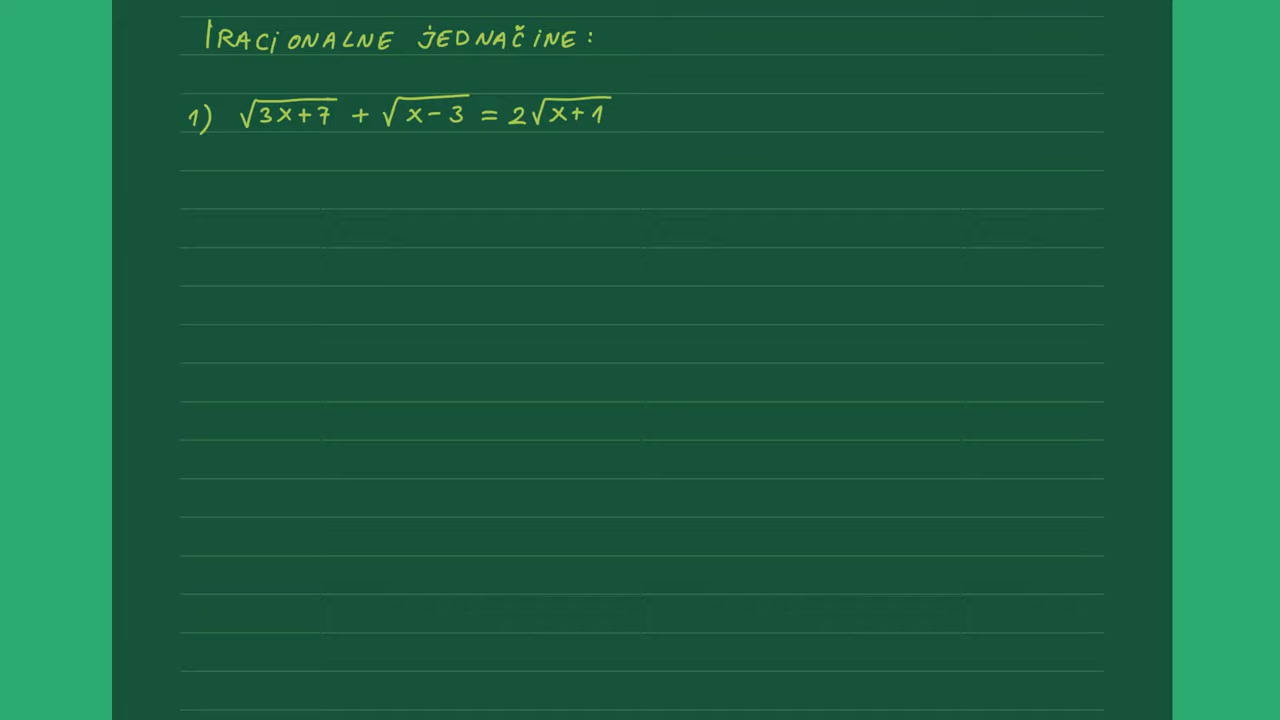 IRACIONALNE JEDNAČINE:
1) √3x+7 + √x-3 = 2√x+1